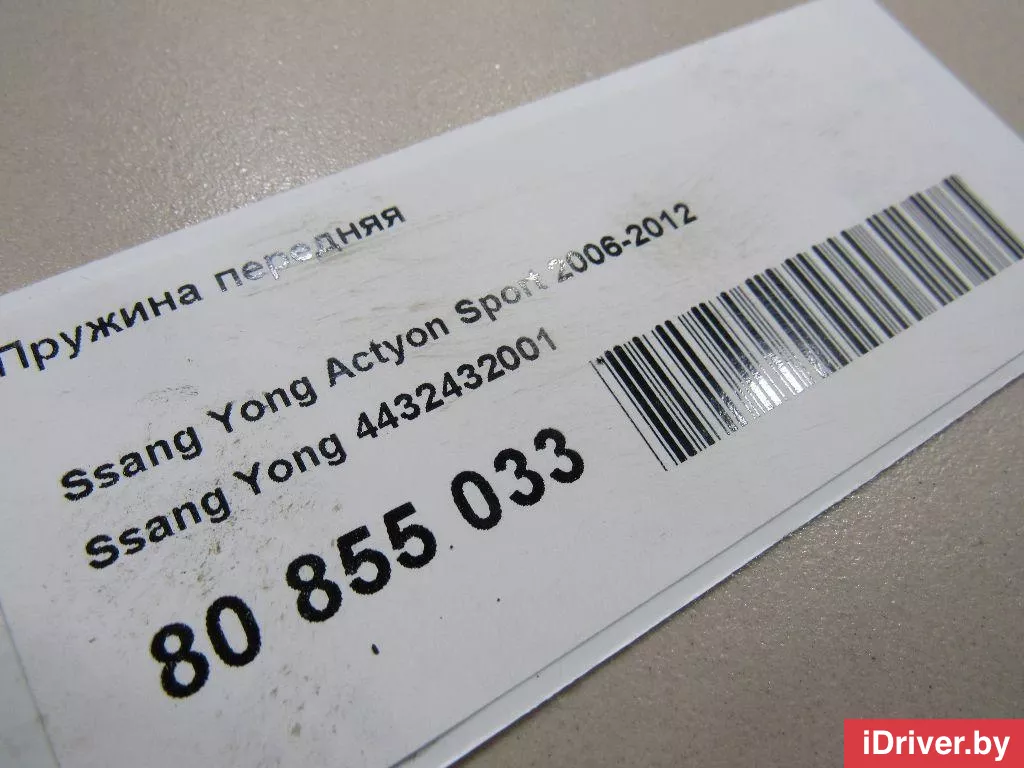 Пружина передняя
Ssang Yong Actyon Sport 2006-2012
Ssang Yong 4432432001
80 855 033
iDriver.by